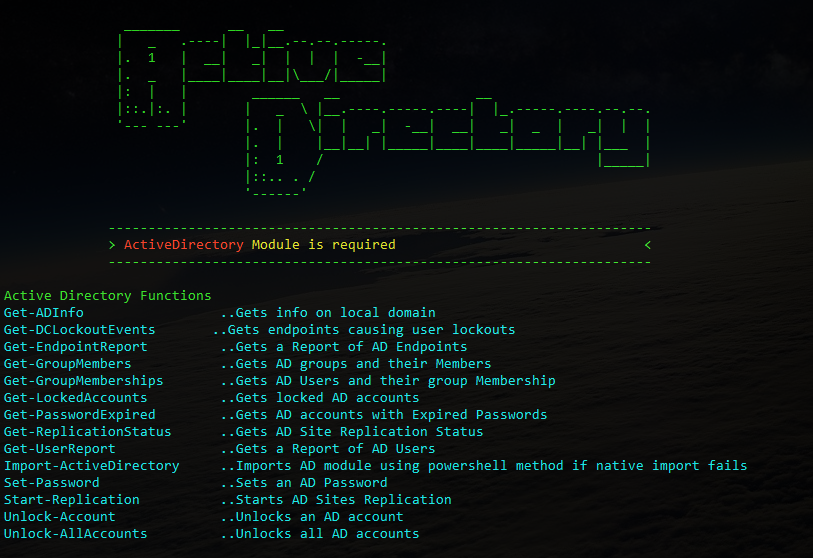 Active
Directory
> ActiveDirectory Module is required <
Active Directory Functions
Get-ADInfo ..Gets info on local domain
Get-DCLockoutEvents ..Gets endpoints causing user lockouts
Get-EndpointReport ..Gets a Report of AD Endpoints
Get-GroupMembers ..Gets AD groups and their Members
Get-GroupMemberships ..Gets AD Users and their group Membership
Get-LockedAccounts ..Gets locked AD accounts
Get-PasswordExpired ..Gets AD accounts with Expired Passwords
Get-ReplicationStatus ..Gets AD Site Replication Status
Get-UserReport ..Gets a Report of AD Users
Import-ActiveDirectory ..Imports AD module using powershell method if native import fails
Set-Password ..Sets an AD Password
Start-Replication ..Starts AD Sites Replication
Unlock-Account ..Unlocks an AD account
Unlock-AllAccounts ..Unlocks all AD accounts